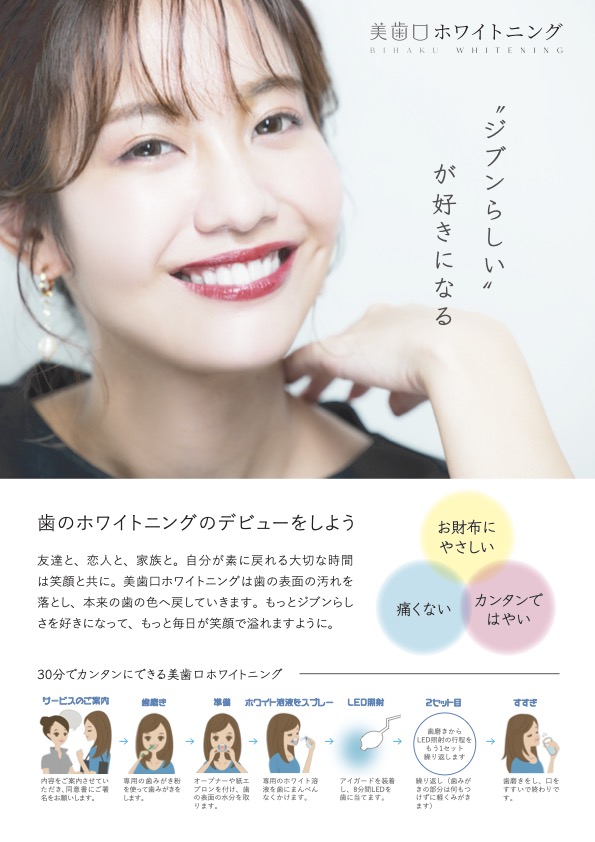 美歯口ホワイトニング
BIHAKU WHITENING
〝ジブンらしい〟
が好きになる
歯のホワイトニングのデビューをしよう
友達と、恋人と、家族と。自分が素に戻れる大切な時間
は笑顔と共に。美歯口ホワイトニングは歯の表面の汚れを
落とし、本来の歯の色へ戻していきます。もっとジブンらし
さを好きになって、もっと毎日が笑顔で溢れますように。
お財布に
やさしい
痛くない
カンタンで
はやい
30分でカンタンにできる美歯口ホワイトニング
サービスのご案内
内容をご案内させてい
ただき、同意書にご署
名をお願いします。
歯磨き
専用の歯みがき粉
を使って歯みがきを
します。
準備
オープナーや紙エ
プロンを付け、歯
の表面の水分を取
ります。
ホワイト溶液をスプレー
専用のホワイト溶
液を歯にまんべん
なくかけます。
LED照射
アイガードを装着
し、8分間LEDを
歯に当てます。
2セット目
歯磨きから
LED照射の行程を
もう1セット
繰り返します
繰り返し（歯みが
きの部分は何もつ
けずに軽くみがき
ます）
すすぎ
歯磨きをし、口を
すすいで終わりで
す。